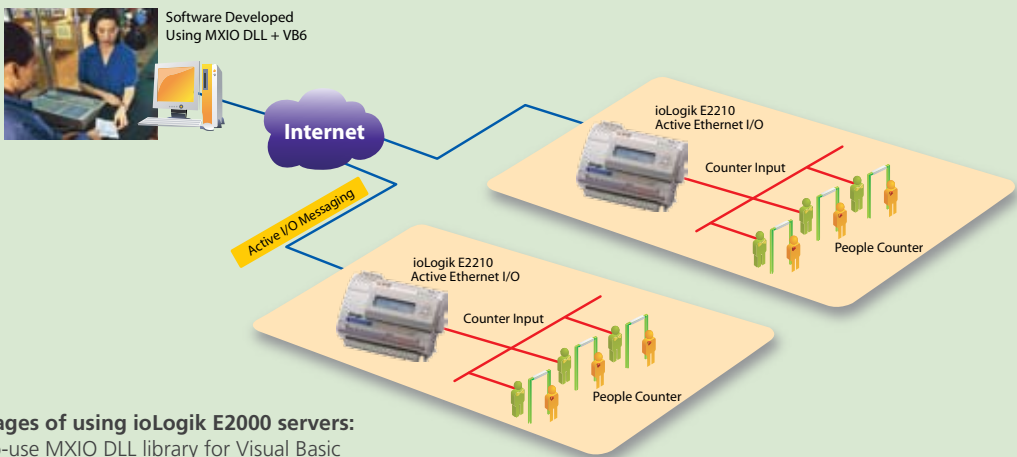 Software Developed
Using MXIO DLL + VB6
Internet
ioLogik E2210
Active Ethernet I/O
Counter Input
People Counter
Active I/O Messaging
ioLogik E2210
Active Ethernet I/O
Counter Input
People Counter
ages of using ioLogik E2000 servers:
-use MXIO DLL library for Visual Basic